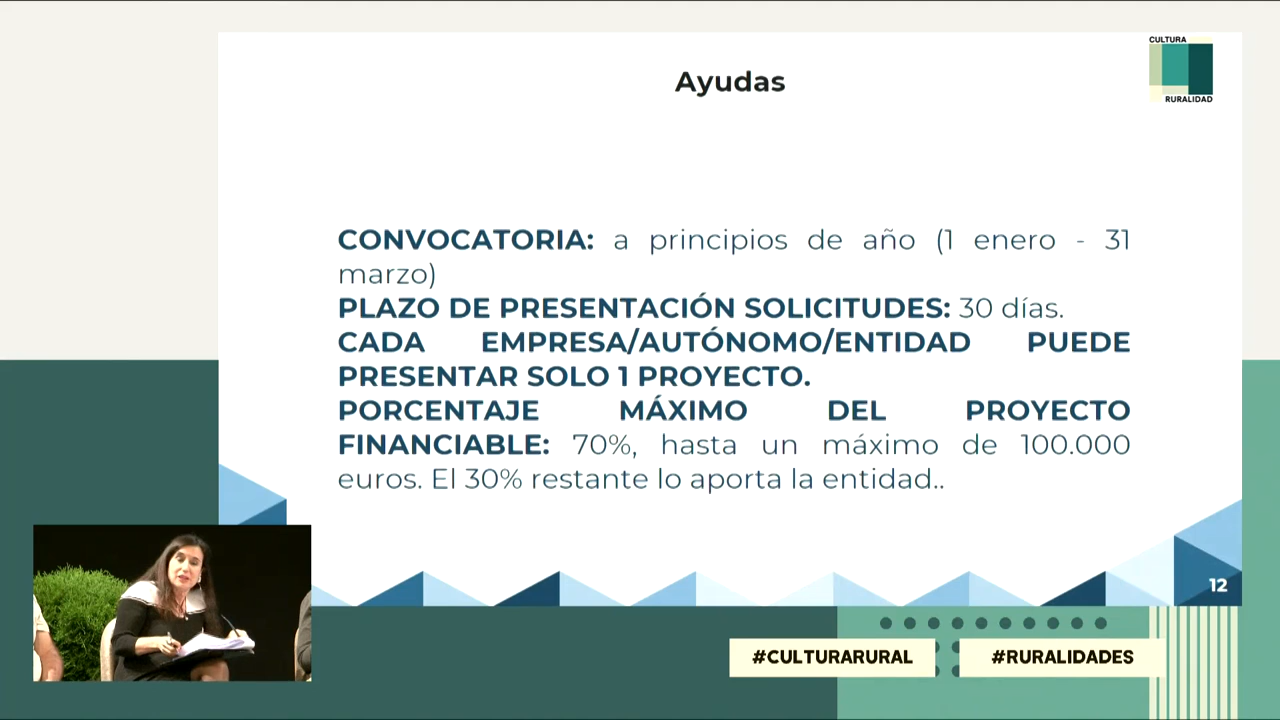 CULTURA
RURALIDAD
Ayudas
CONVOCATORIA: a principios de año (1 enero - 31
marzo)
PLAZO DE PRESENTACIÓN SOLICITUDES: 30 días.
CADA EMPRESA/AUTÓNOMO/ENTIDAD PUEDE
PRESENTAR SOLO 1 PROYECTO.
PORCENTAJE MÁXIMO DEL PROYECTO
FINANCIABLE: 70%, hasta un máximo de 100.000
euros. El 30% restante lo aporta la entidad..
12
#CULTURARURAL
#RURALIDADES